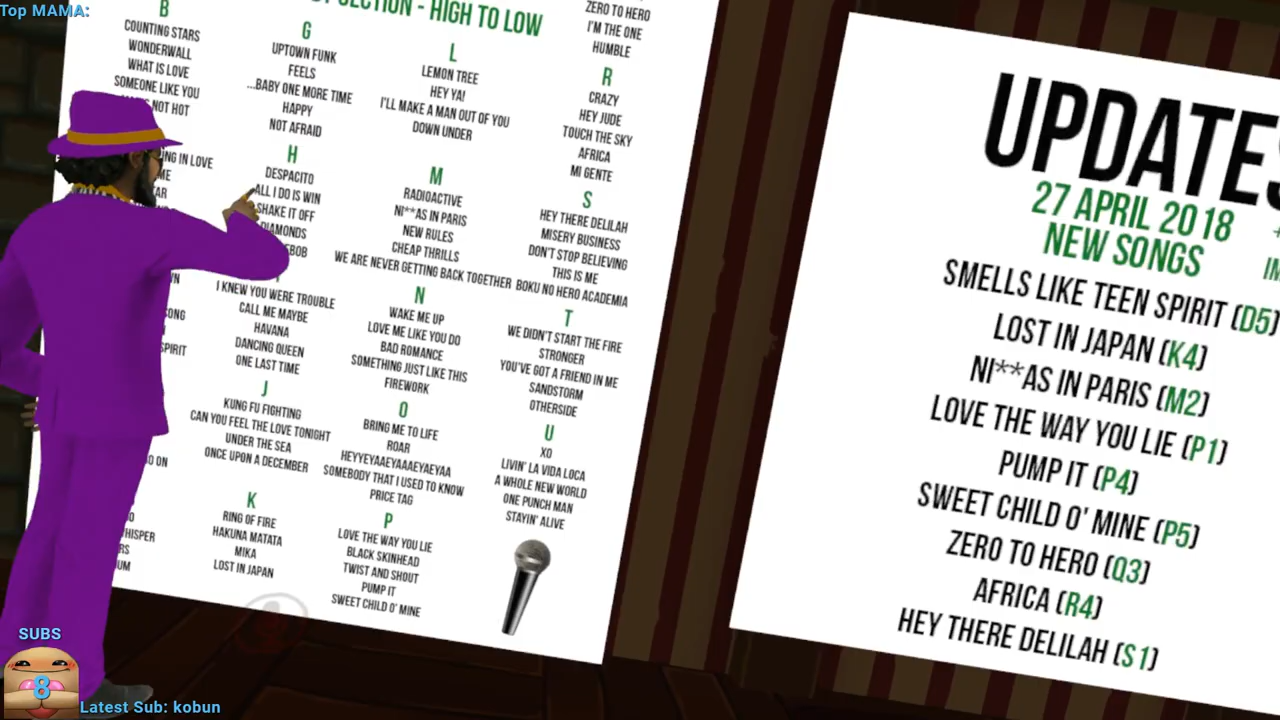 Top MAMA:
SECTION - HIGH TO LOW
B
COUNTING STARS
WONDERWALL
WHAT IS LOVE
SOMEONE LIKE YOU
NOT HOT
IN LOVE
ME
SONG
SPIRIT
GO ON
WHISPER
G
UPTOWN FUNK
FEELS
...BABY ONE MORE TIME
HAPPY
NOT AFRAID
H
DESPACITO
ALL I DO IS WIN
SHAKE IT OFF
DIAMONDS
I KNEW YOU WERE TROUBLE
CALL ME MAYBE
HAVANA
DANCING QUEEN
ONE LAST TIME
J
KUNG FU FIGHTING
CAN YOU FEEL THE LOVE TONIGHT
UNDER THE SEA
ONCE UPON A DECEMBER
K
RING OF FIRE
HAKUNA MATATA
MIKA
LOST IN JAPAN
L
LEMON TREE
HEY YA!
I'LL MAKE A MAN OUT OF YOU
DOWN UNDER
M
RADIOACTIVE
NI**AS IN PARIS
NEW RULES
CHEAP THRILLS
WE ARE NEVER GETTING BACK TOGETHER
N
WAKE ME UP
LOVE ME LIKE YOU DO
BAD ROMANCE
SOMETHING JUST LIKE THIS
FIREWORK
O
BRING ME TO LIFE
ROAR
HEYYEYAAEYAAAEYAEYAA
SOMEBODY THAT I USED TO KNOW
PRICE TAG
P
LOVE THE WAY YOU LIE
BLACK SKINHEAD
TWIST AND SHOUT
PUMP IT
SWEET CHILD O' MINE
ZERO TO HERO
I'M THE ONE
HUMBLE
R
CRAZY
HEY JUDE
TOUCH THE SKY
AFRICA
MI GENTE
S
HEY THERE DELILAH
MISERY BUSINESS
DON'T STOP BELIEVING
THIS IS ME
BOKU NO HERO ACADEMIA
T
WE DIDN'T START THE FIRE
STRONGER
YOU'VE GOT A FRIEND IN ME
SANDSTORM
OTHERSIDE
U
XO
LIVIN' LA VIDA LOCA
A WHOLE NEW WORLD
ONE PUNCH MAN
STAYIN' ALIVE
UPDATES
27 APRIL 2018
NEW SONGS
SMELLS LIKE TEEN SPIRIT (D5)
LOST IN JAPAN (K4)
NI**AS IN PARIS (M2)
LOVE THE WAY YOU LIE (P1)
PUMP IT (P4)
SWEET CHILD O' MINE (P5)
ZERO TO HERO (Q3)
AFRICA (R4)
HEY THERE DELILAH (S1)
SUBS
8
Latest Sub: kobun